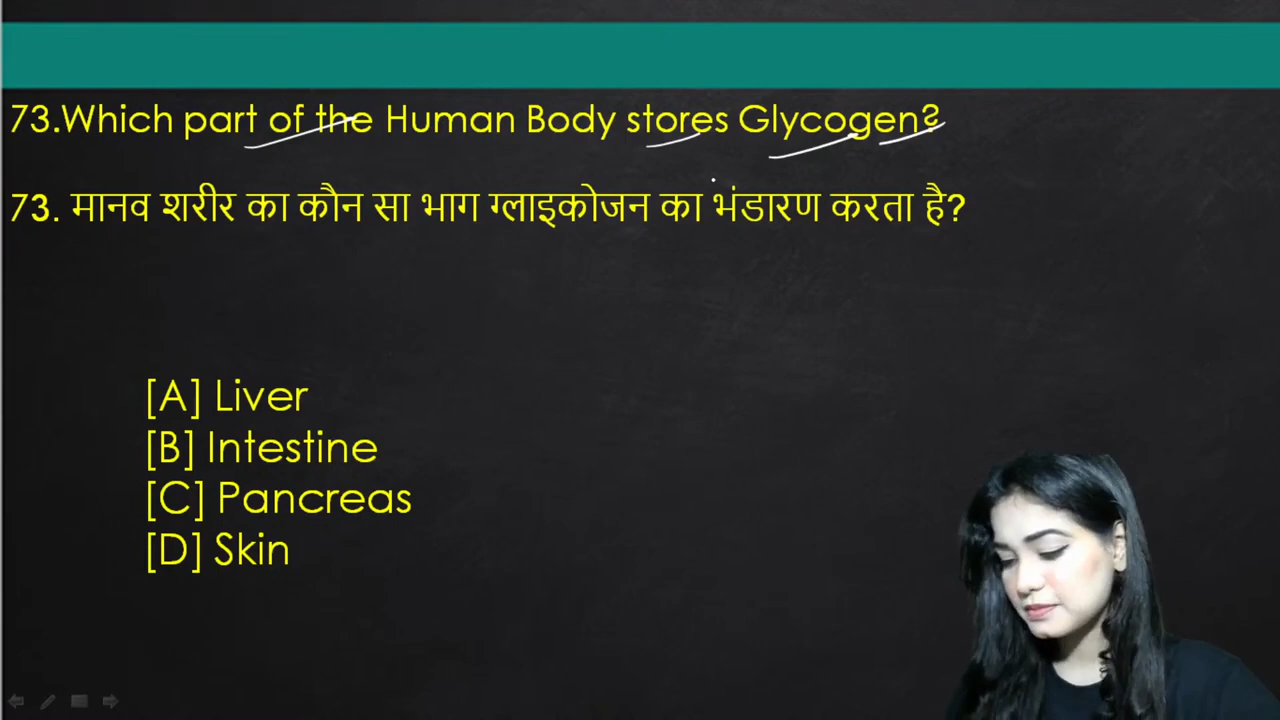 73.Which part of the Human Body stores Glycogen?
73. मानव शरीर का कौन सा भाग ग्लाइकोजन का भंडारण करता है?
[A] Liver
[B] Intestine
[C] Pancreas
[D] Skin